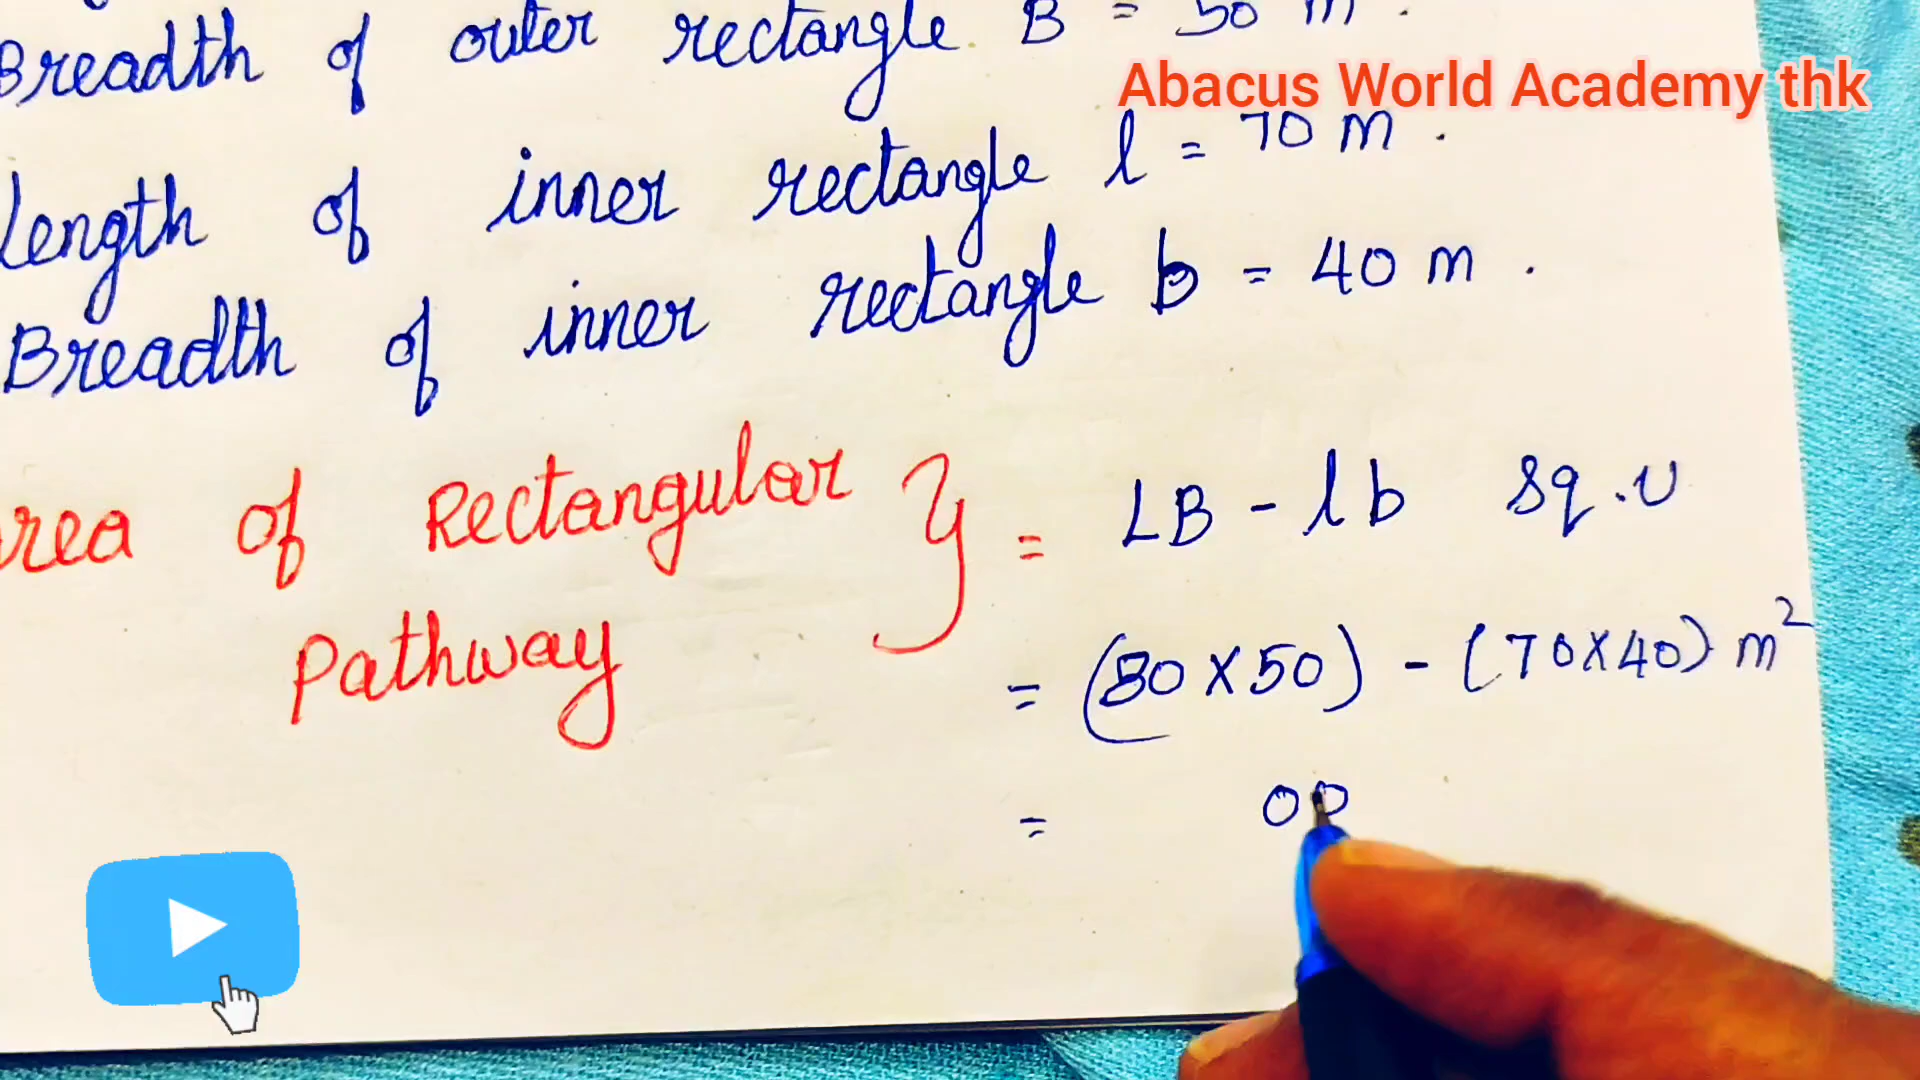 Breadth of outer rectangle B = 50 m.
Abacus World Academy thk
Length of inner rectangle l = 70 m.
Breadth of inner rectangle b = 40 m.
rea of Rectangular Pathway } = LB - lb sq.u
= (80 X 50) - (70 X 40) m²
= 00